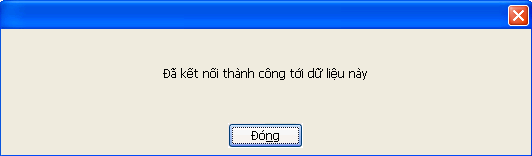 Đã kết nối thành công tới dữ liệu này
Đóng